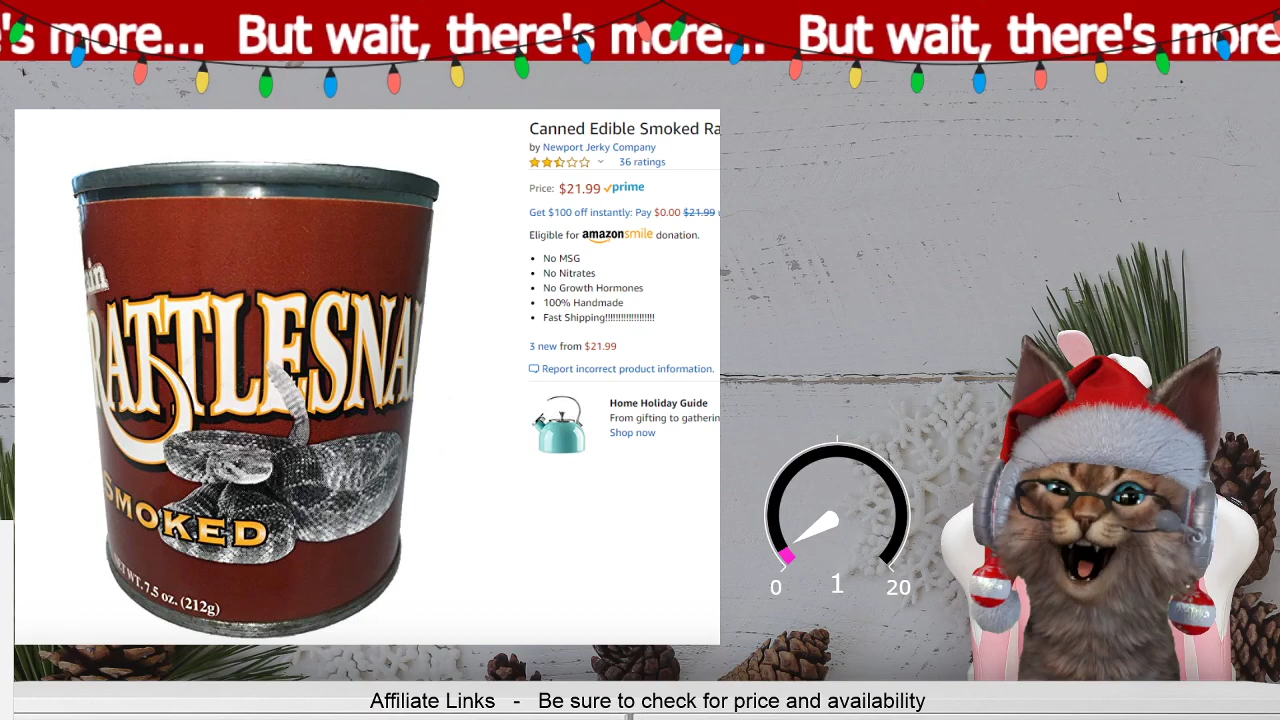 's more... But wait, there's more... But wait, there's more
Canned Edible Smoked Ra
by Newport Jerky Company
36 ratings
Price: $21.99 prime
Get $100 off instantly: Pay $0.00 $21.99
Eligible for amazonsmile donation.
No MSG
No Nitrates
No Growth Hormones
100% Handmade
Fast Shipping!!!!!!!!!!!!!!!!!!!!
3 new from $21.99
Report incorrect product information.
Home Holiday Guide
From gifting to gatherin
Shop now
RATTLESNA
SMOKED
WT. 7.5 oz. (212g)
0 1 20
Affiliate Links - Be sure to check for price and availability